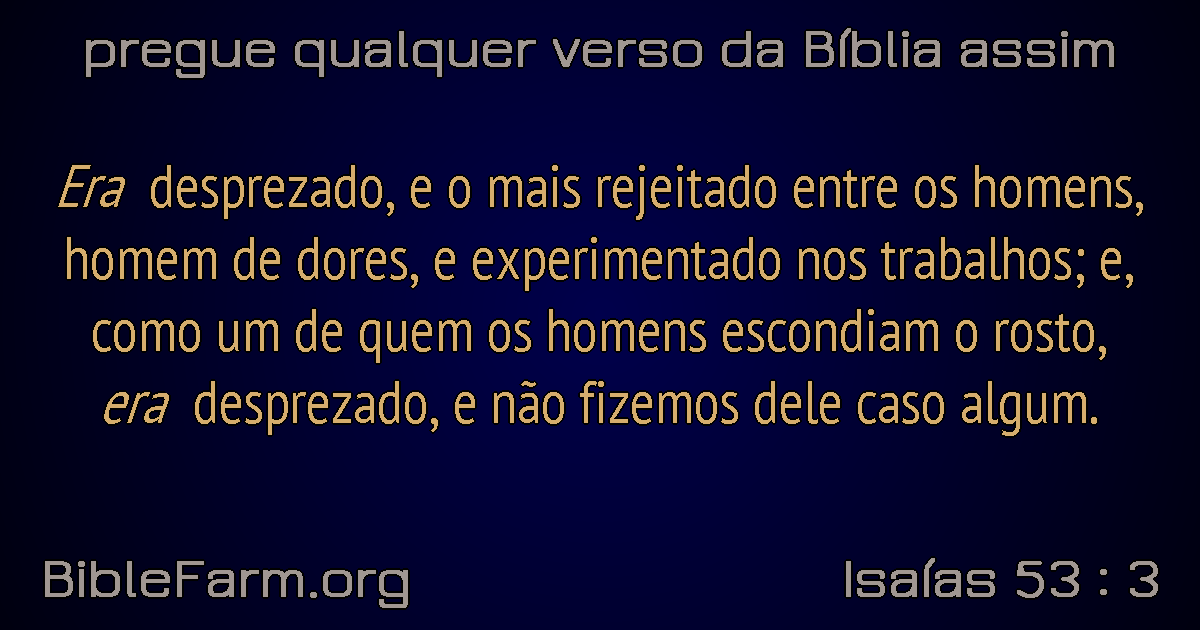 pregue qualquer verso da Bíblia assim
Era desprezado, e o mais rejeitado entre os homens,
homem de dores, e experimentado nos trabalhos; e,
como um de quem os homens escondiam o rosto,
era desprezado, e não fizemos dele caso algum.
BibleFarm.org
Isaías 53 : 3